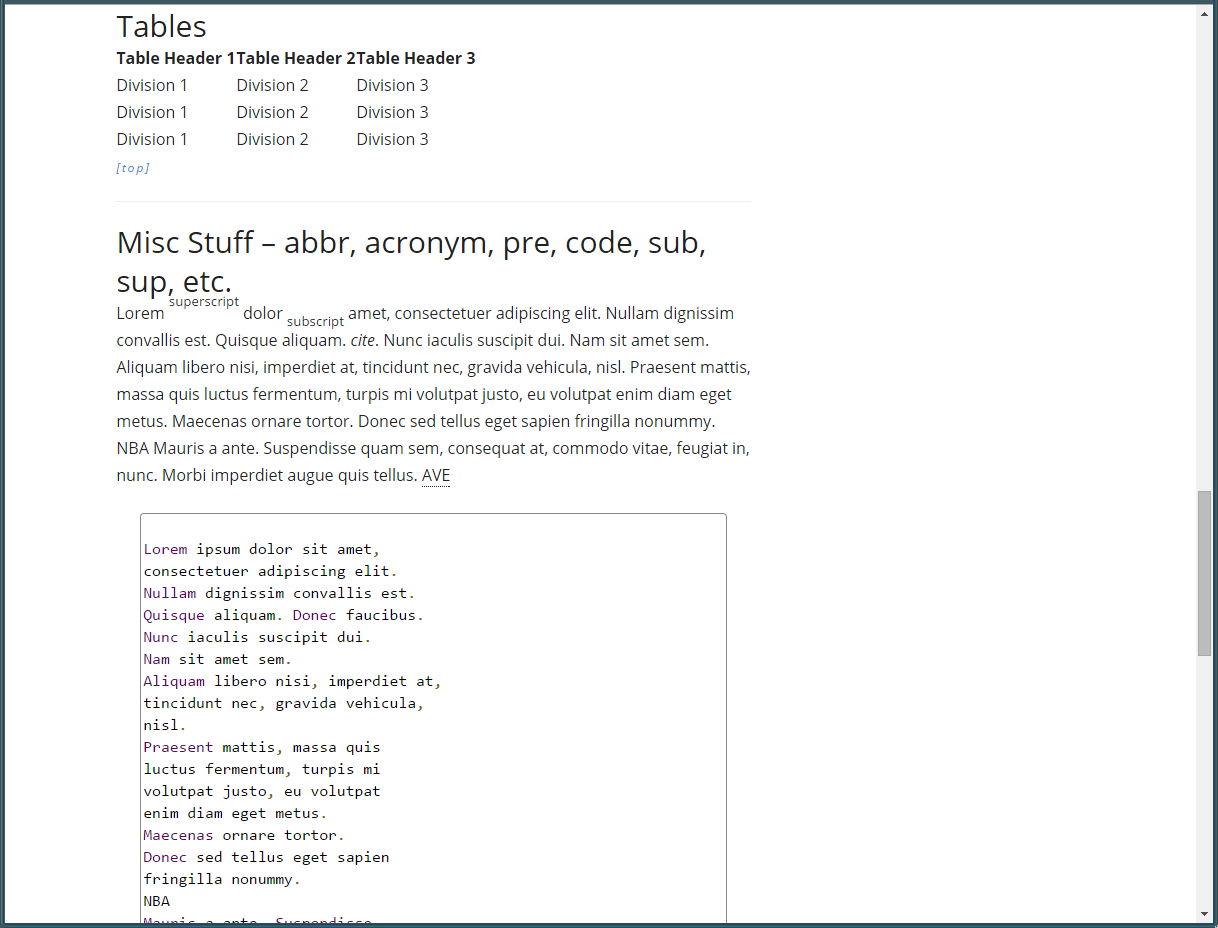 Tables
Table Header 1 Table Header 2 Table Header 3
Division 1 Division 2 Division 3
Division 1 Division 2 Division 3
Division 1 Division 2 Division 3
[top]
Misc Stuff – abbr, acronym, pre, code, sub,
sup, etc.
Lorem superscript dolor subscript amet, consectetuer adipiscing elit. Nullam dignissim
convallis est. Quisque aliquam. cite. Nunc iaculis suscipit dui. Nam sit amet sem.
Aliquam libero nisi, imperdiet at, tincidunt nec, gravida vehicula, nisl. Praesent mattis,
massa quis luctus fermentum, turpis mi volutpat justo, eu volutpat enim diam eget
metus. Maecenas ornare tortor. Donec sed tellus eget sapien fringilla nonummy.
NBA Mauris a ante. Suspendisse quam sem, consequat at, commodo vitae, feugiat in,
nunc. Morbi imperdiet augue quis tellus. AVE
Lorem ipsum dolor sit amet,
consectetuer adipiscing elit.
Nullam dignissim convallis est.
Quisque aliquam. Donec faucibus.
Nunc iaculis suscipit dui.
Nam sit amet sem.
Aliquam libero nisi, imperdiet at,
tincidunt nec, gravida vehicula,
nisl.
Praesent mattis, massa quis
luctus fermentum, turpis mi
volutpat justo, eu volutpat
enim diam eget metus.
Maecenas ornare tortor.
Donec sed tellus eget sapien
fringilla nonummy.
NBA
Mauris a ante. Suspendisse